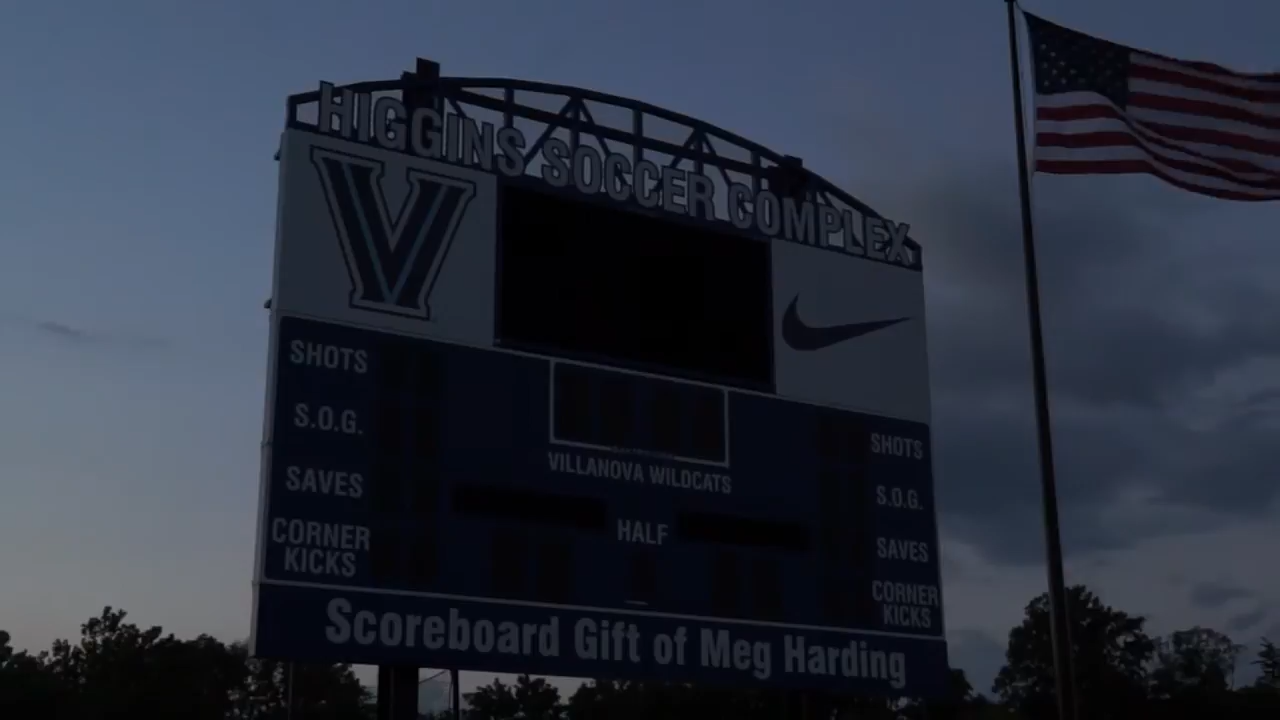 HIGGINS SOCCER COMPLEX
V
SHOTS
S.O.G.
SAVES
CORNER
KICKS
VILLANOVA WILDCATS
HALF
SHOTS
S.O.G.
SAVES
CORNER
KICKS
Scoreboard Gift of Meg Harding